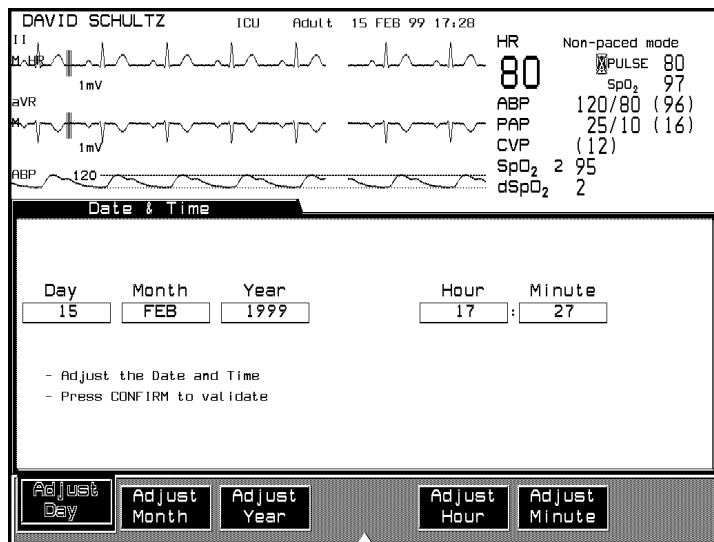 DAVID SCHULTZ ICU Adult 15 FEB 99 17:28
II
M HR
1mV
aVR
M
1mV
ABP 120
HR Non-paced mode
80 PULSE 80
SpO₂ 97
ABP 120/80 (96)
PAP 25/10 (16)
CVP (12)
SpO₂ 2 95
dSpO₂ 2
Date & Time
Day Month Year Hour Minute
15 FEB 1999 17 : 27
- Adjust the Date and Time
- Press CONFIRM to validate
Adjust Day
Adjust Month
Adjust Year
Adjust Hour
Adjust Minute